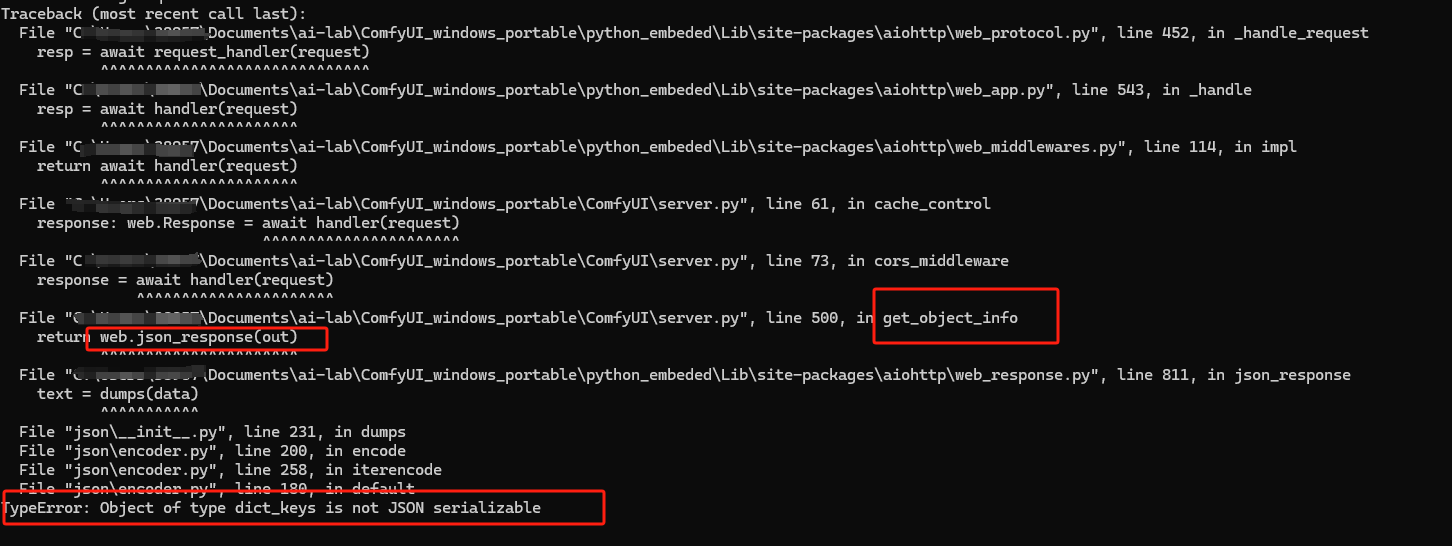 Traceback (most recent call last):
File "C \Documents\ai-lab\ComfyUI_windows_portable\python_embeded\Lib\site-packages\aiohttp\web_protocol.py", line 452, in _handle_request
resp = await request_handler(request)
^^^^^^^^^^^^^^^^^^^^^^^^^^^^^^
File "C \Documents\ai-lab\ComfyUI_windows_portable\python_embeded\Lib\site-packages\aiohttp\web_app.py", line 543, in _handle
resp = await handler(request)
^^^^^^^^^^^^^^^^^^^^^^
File "C \Documents\ai-lab\ComfyUI_windows_portable\python_embeded\Lib\site-packages\aiohttp\web_middlewares.py", line 114, in impl
return await handler(request)
^^^^^^^^^^^^^^^^^^^^^^
File " \Documents\ai-lab\ComfyUI_windows_portable\ComfyUI\server.py", line 61, in cache_control
response: web.Response = await handler(request)
^^^^^^^^^^^^^^^^^^^^^^
File "C \Documents\ai-lab\ComfyUI_windows_portable\ComfyUI\server.py", line 73, in cors_middleware
response = await handler(request)
^^^^^^^^^^^^^^^^^^^^^^
File " \Documents\ai-lab\ComfyUI_windows_portable\ComfyUI\server.py", line 500, in get_object_info
return web.json_response(out)
^^^^^^^^^^^^^^^^^^^^^^
File " \Documents\ai-lab\ComfyUI_windows_portable\python_embeded\Lib\site-packages\aiohttp\web_response.py", line 811, in json_response
text = dumps(data)
^^^^^^^^^^^
File "json\__init__.py", line 231, in dumps
File "json\encoder.py", line 200, in encode
File "json\encoder.py", line 258, in iterencode
File "json\encoder.py", line 180, in default
TypeError: Object of type dict_keys is not JSON serializable